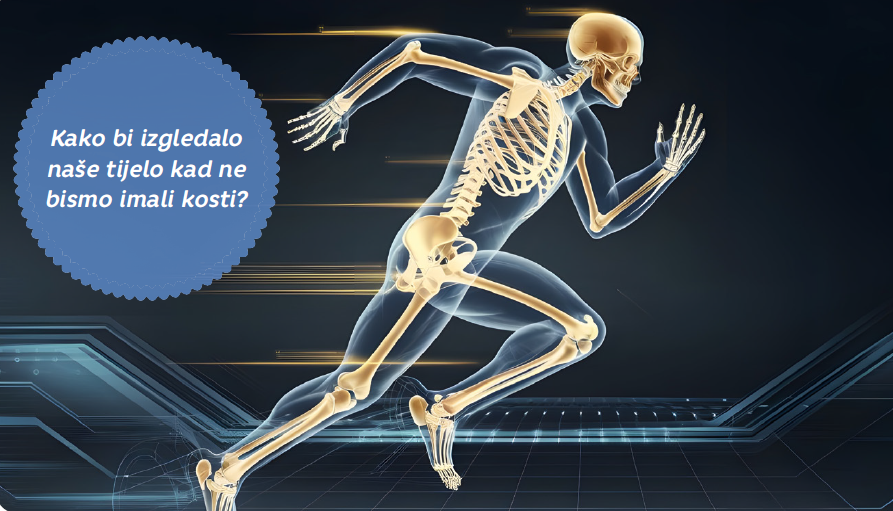 Kako bi izgledalo
naše tijelo kad ne
bismo imali kosti?